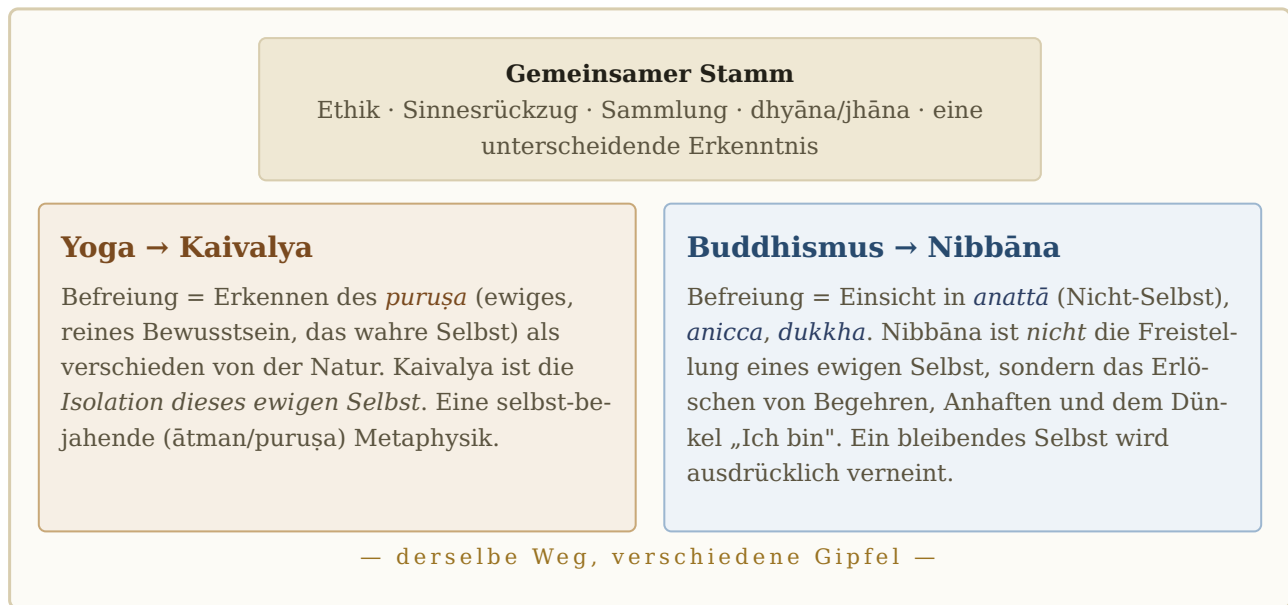 Gemeinsamer Stamm
Ethik · Sinnesrückzug · Sammlung · dhyāna/jhāna · eine
unterscheidende Erkenntnis
Yoga → Kaivalya
Befreiung = Erkennen des puruṣa (ewiges,
reines Bewusstsein, das wahre Selbst) als
verschieden von der Natur. Kaivalya ist die
Isolation dieses ewigen Selbst. Eine selbst-be-
jahende (ātman/puruṣa) Metaphysik.
Buddhismus → Nibbāna
Befreiung = Einsicht in anattā (Nicht-Selbst),
anicca, dukkha. Nibbāna ist nicht die Freistel-
lung eines ewigen Selbst, sondern das Erlö-
schen von Begehren, Anhaften und dem Dün-
kel „Ich bin". Ein bleibendes Selbst wird
ausdrücklich verneint.
— derselbe Weg, verschiedene Gipfel —